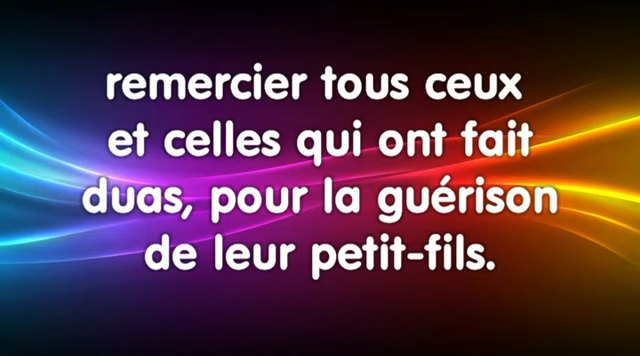 remercier tous ceux
et celles qui ont fait
duas, pour la guérison
de leur petit-fils.